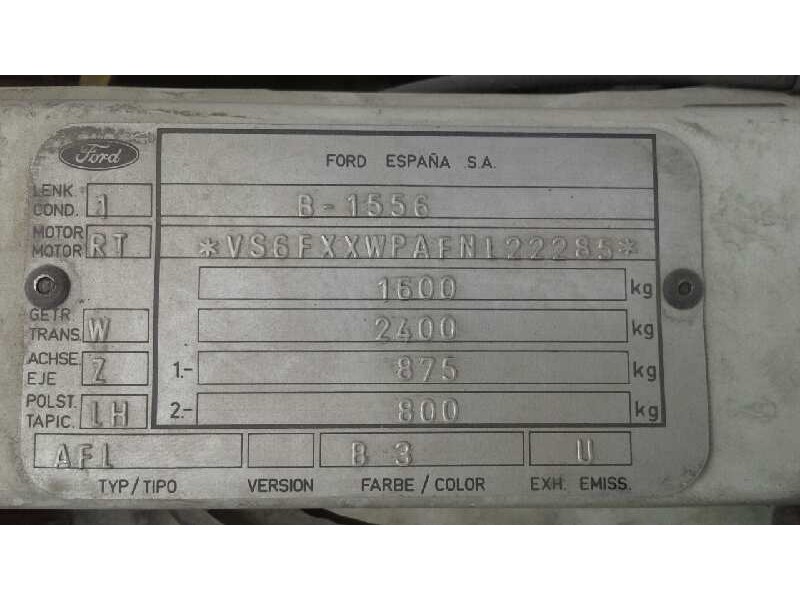 Ford
FORD ESPAÑA S.A.
LENK. COND. 1 B-1556
MOTOR MOTOR RT *VS6FXXWPAFNL22285*
1600 kg
GETR. TRANS. W 2400 kg
ACHSE EJE Z 1.- 875 kg
POLST. TAPIC. LH 2.- 800 kg
AFL B 3 U
TYP/TIPO VERSION FARBE/COLOR EXH. EMISS.